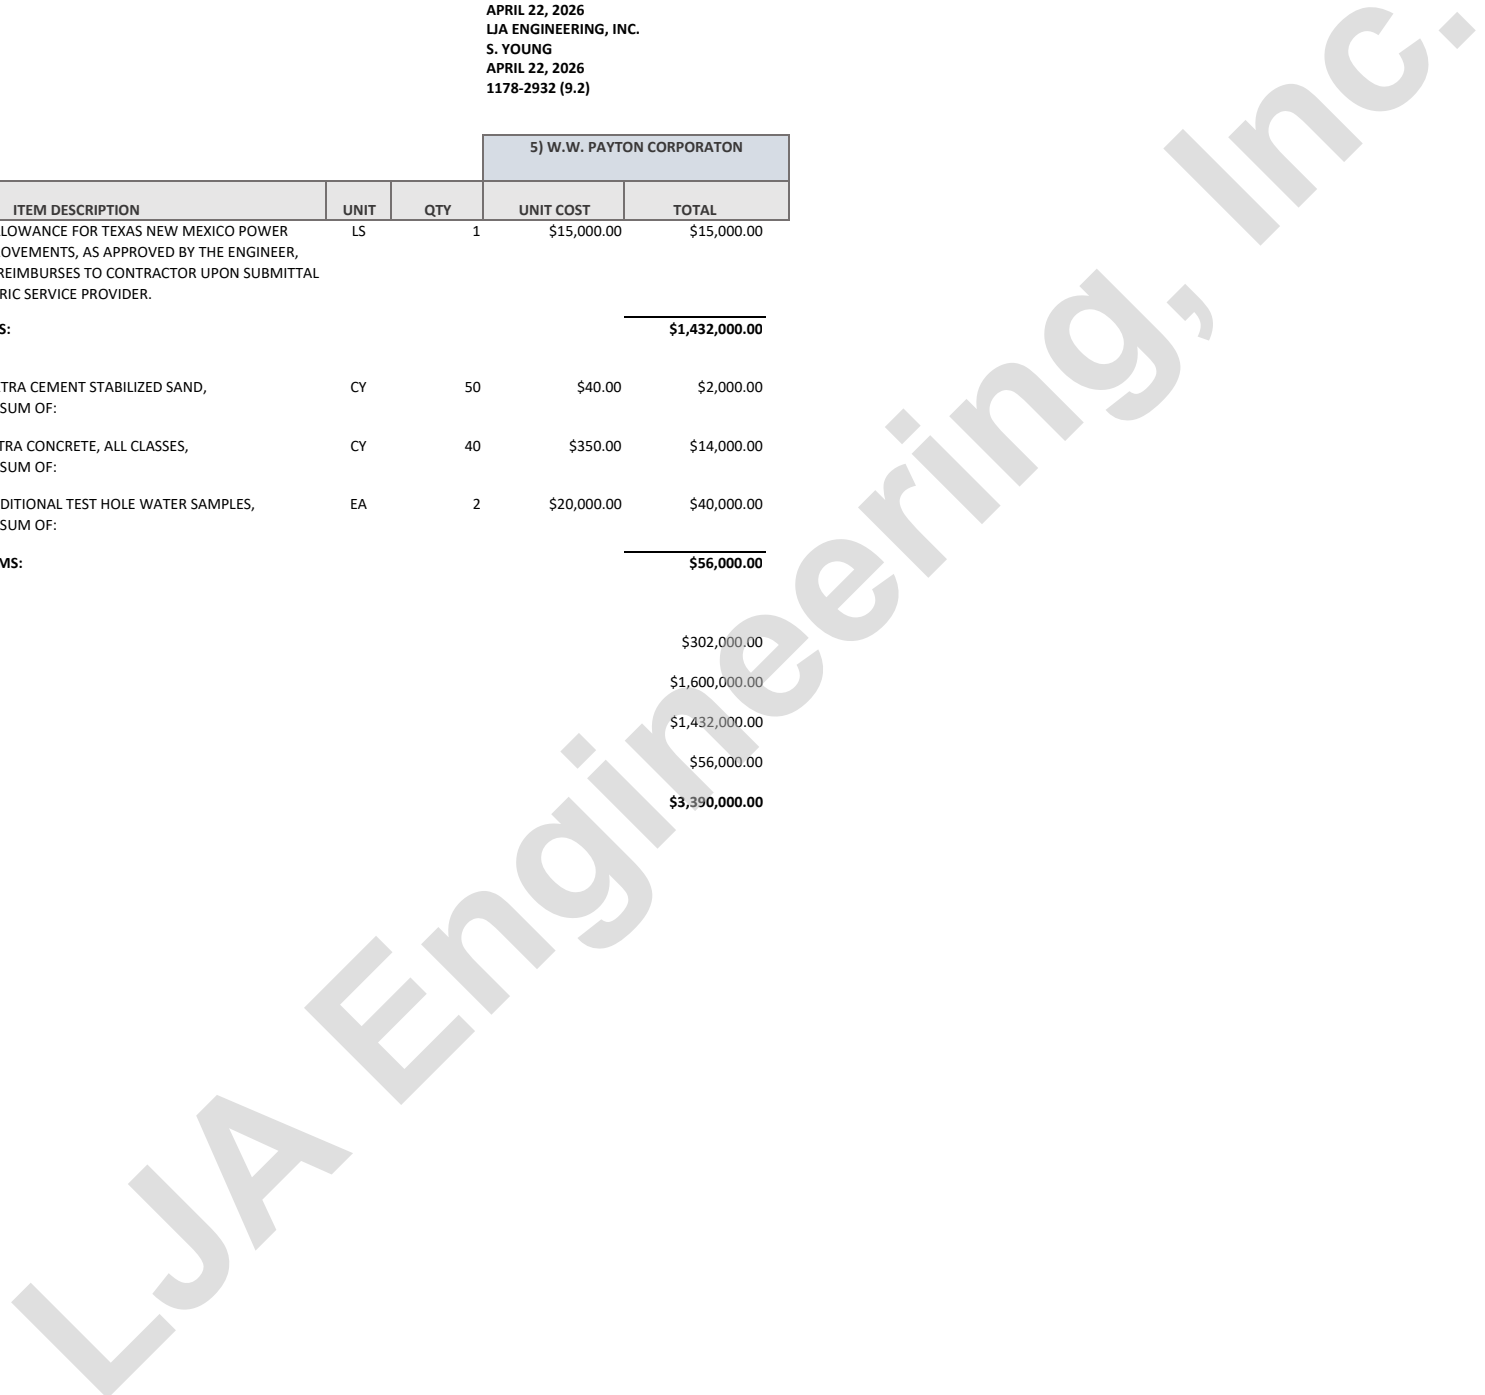 APRIL 22, 2026
LJA ENGINEERING, INC.
S. YOUNG
APRIL 22, 2026
1178-2932 (9.2)
5) W.W. PAYTON CORPORATON
ITEM DESCRIPTION UNIT QTY UNIT COST TOTAL
LOWANCE FOR TEXAS NEW MEXICO POWER LS 1 $15,000.00 $15,000.00
OVEMENTS, AS APPROVED BY THE ENGINEER,
REIMBURSES TO CONTRACTOR UPON SUBMITTAL
RIC SERVICE PROVIDER.
S: $1,432,000.00
TRA CEMENT STABILIZED SAND, CY 50 $40.00 $2,000.00
SUM OF:
TRA CONCRETE, ALL CLASSES, CY 40 $350.00 $14,000.00
SUM OF:
DITIONAL TEST HOLE WATER SAMPLES, EA 2 $20,000.00 $40,000.00
SUM OF:
MS: $56,000.00
$302,000.00
$1,600,000.00
$1,432,000.00
$56,000.00
$3,390,000.00
LJA Engineering, Inc.